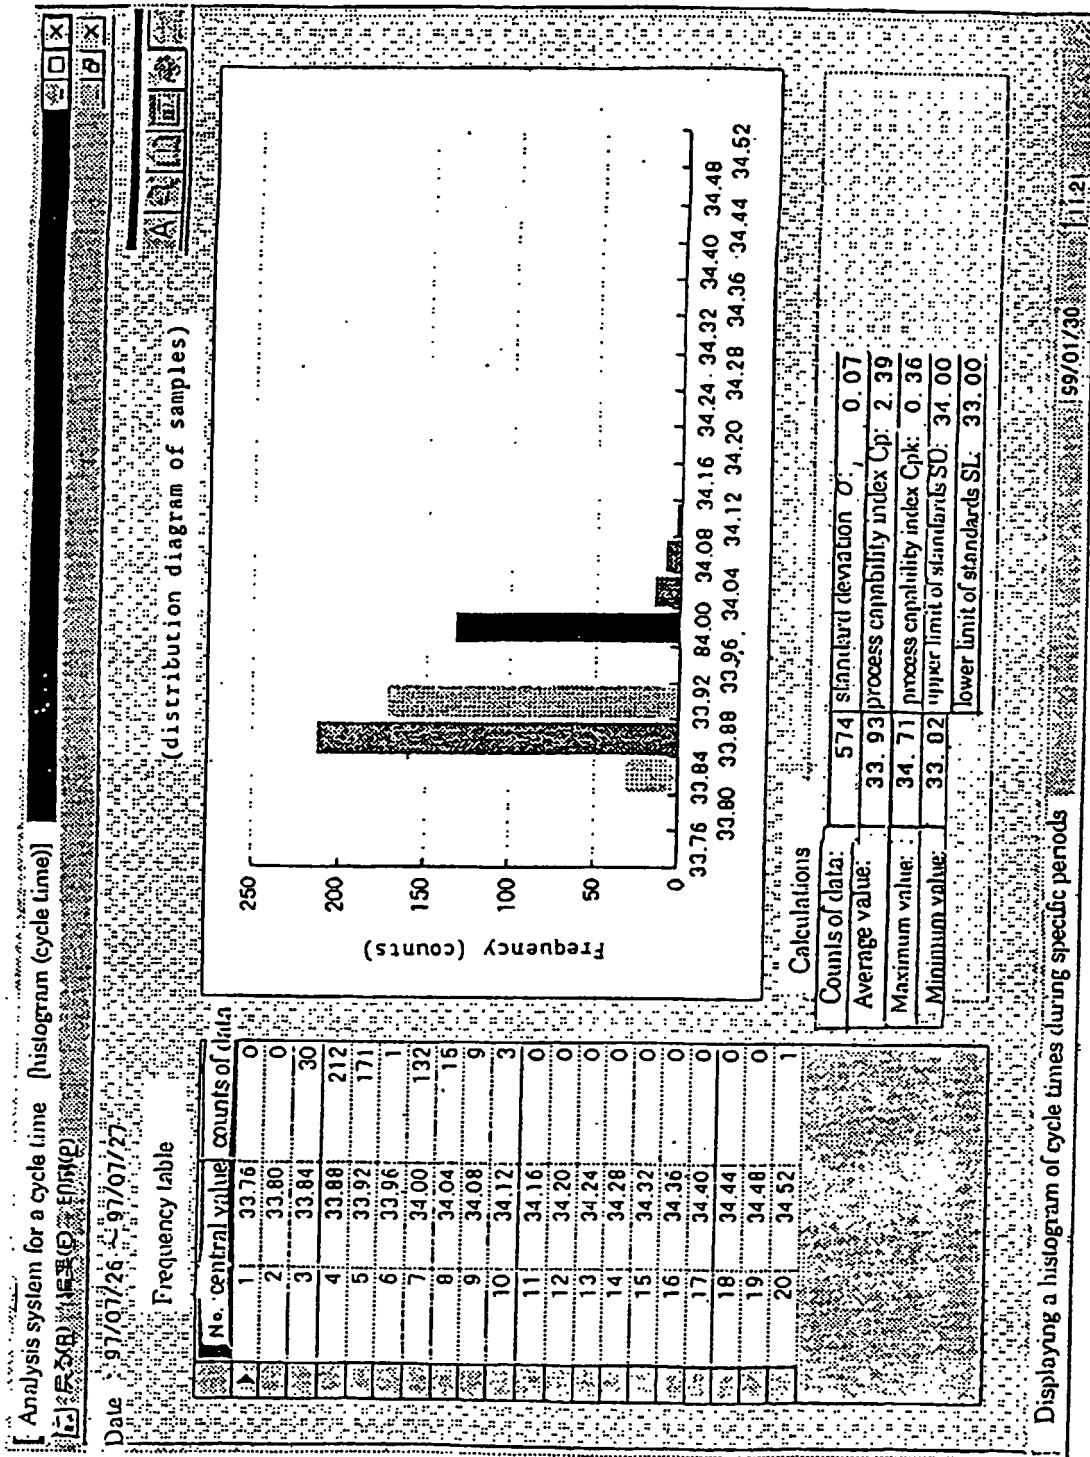 [ Analysis system for a cycle time [histogram (cycle time)]
戻る(R) 印刷(P)
Date 97/07/26 ~ 97/07/27
(distribution diagram of samples)
Frequency table
No. central value counts of data
1 33.76 0
2 33.80 0
3 33.84 30
4 33.88 212
5 33.92 171
6 33.96 1
7 34.00 132
8 34.04 15
9 34.08 9
10 34.12 3
11 34.16 0
12 34.20 0
13 34.24 0
14 34.28 0
15 34.32 0
16 34.36 0
17 34.40 0
18 34.44 0
19 34.48 0
20 34.52 1
Frequency (counts)
250
200
150
100
50
0
33.76 33.84 33.92 84.00 34.08 34.16 34.24 34.32 34.40 34.48
33.80 33.88 33.96 34.04 34.12 34.20 34.28 34.36 34.44 34.52
Calculations
Counts of data: 574 standard deviation σ: 0.07
Average value: 33.93 process capability index Cp: 2.39
Maximum value: 34.71 process capability index Cpk: 0.36
Minimum value: 33.82 upper limit of standards SU: 34.00
lower limit of standards SL: 33.00
Displayung a histogram of cycle times during specific periods 99/01/30 11:21